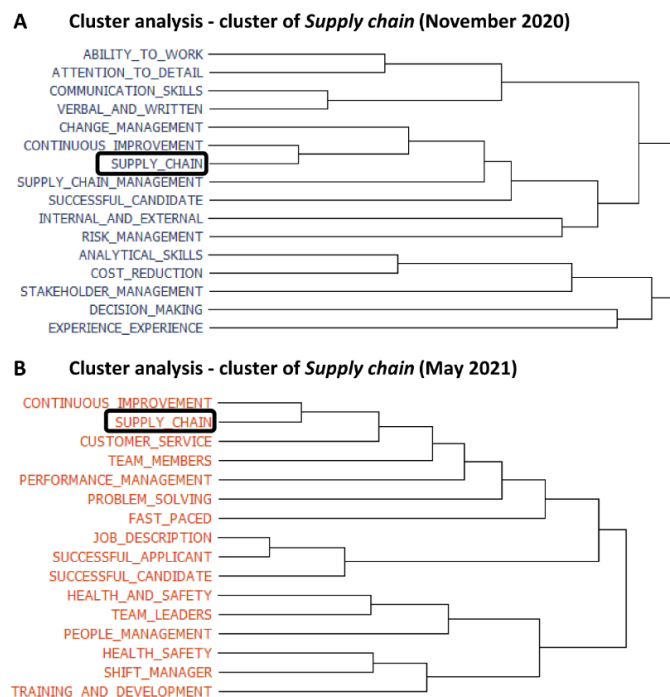 A Cluster analysis - cluster of Supply chain (November 2020)
ABILITY_TO_WORK
ATTENTION_TO_DETAIL
COMMUNICATION_SKILLS
VERBAL_AND_WRITTEN
CHANGE_MANAGEMENT
CONTINUOUS_IMPROVEMENT
SUPPLY_CHAIN
SUPPLY_CHAIN_MANAGEMENT
SUCCESSFUL_CANDIDATE
INTERNAL_AND_EXTERNAL
RISK_MANAGEMENT
ANALYTICAL_SKILLS
COST_REDUCTION
STAKEHOLDER_MANAGEMENT
DECISION_MAKING
EXPERIENCE_EXPERIENCE
B Cluster analysis - cluster of Supply chain (May 2021)
CONTINUOUS_IMPROVEMENT
SUPPLY_CHAIN
CUSTOMER_SERVICE
TEAM_MEMBERS
PERFORMANCE_MANAGEMENT
PROBLEM_SOLVING
FAST_PACED
JOB_DESCRIPTION
SUCCESSFUL_APPLICANT
SUCCESSFUL_CANDIDATE
HEALTH_AND_SAFETY
TEAM_LEADERS
PEOPLE_MANAGEMENT
HEALTH_SAFETY
SHIFT_MANAGER
TRAINING_AND_DEVELOPMENT